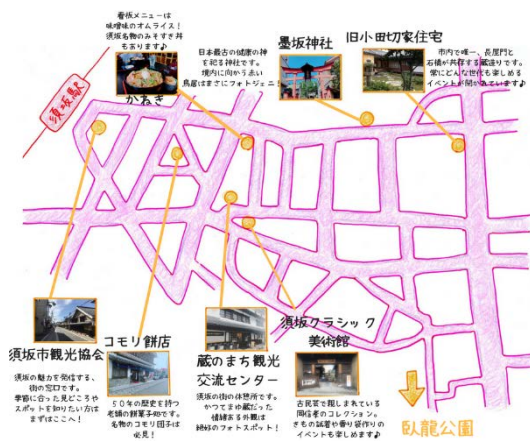 看板メニューは
味噌味のオムライス!
須坂名物のみそすき丼
もあります♪
かねき
須坂駅
日本最古の健康の神
を祀る神社です。
境内に向かう赤い
鳥居はまさにフォトジェニ!
墨坂神社
旧小田切家住宅
市内で唯一、長屋門と
石橋が共存する蔵造りです。
常にどんな世代も楽しめる
イベントが開かれています♪
須坂市観光協会
須坂の魅力を発信する、
街の窓口です。
季節に合った見どころや
スポットを知りたい方は
まずはここへ!
コモリ餅店
50年の歴史を持つ
老舗の餅菓子処です。
名物のコモリ団子は
必見!
蔵のまち観光
交流センター
須坂の街の休憩所です。
かつてまゆ蔵だった
情緒ある外観は
絶好のフォトスポット!
須坂クラシック
美術館
古民芸で親しまれている
岡信孝のコレクション。
きもの試着や香り袋作りの
イベントも楽しめます♪
臥龍公園